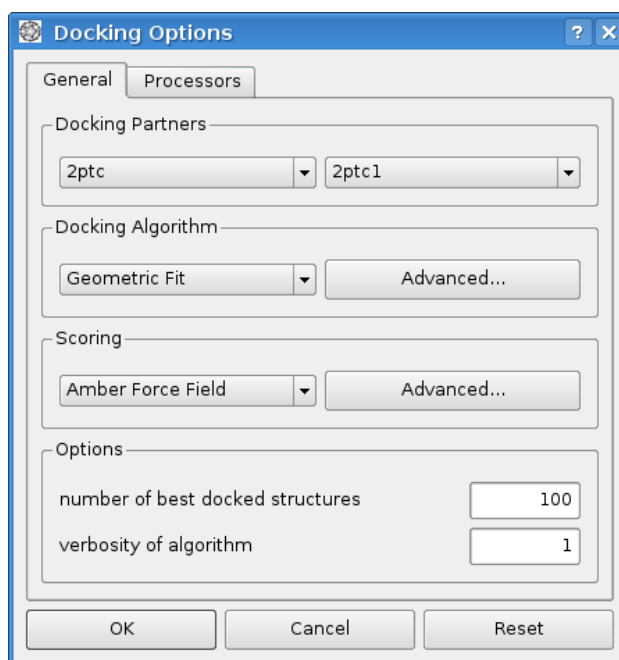 Docking Options
General Processors
Docking Partners
2ptc 2ptc1
Docking Algorithm
Geometric Fit Advanced...
Scoring
Amber Force Field Advanced...
Options
number of best docked structures 100
verbosity of algorithm 1
OK Cancel Reset